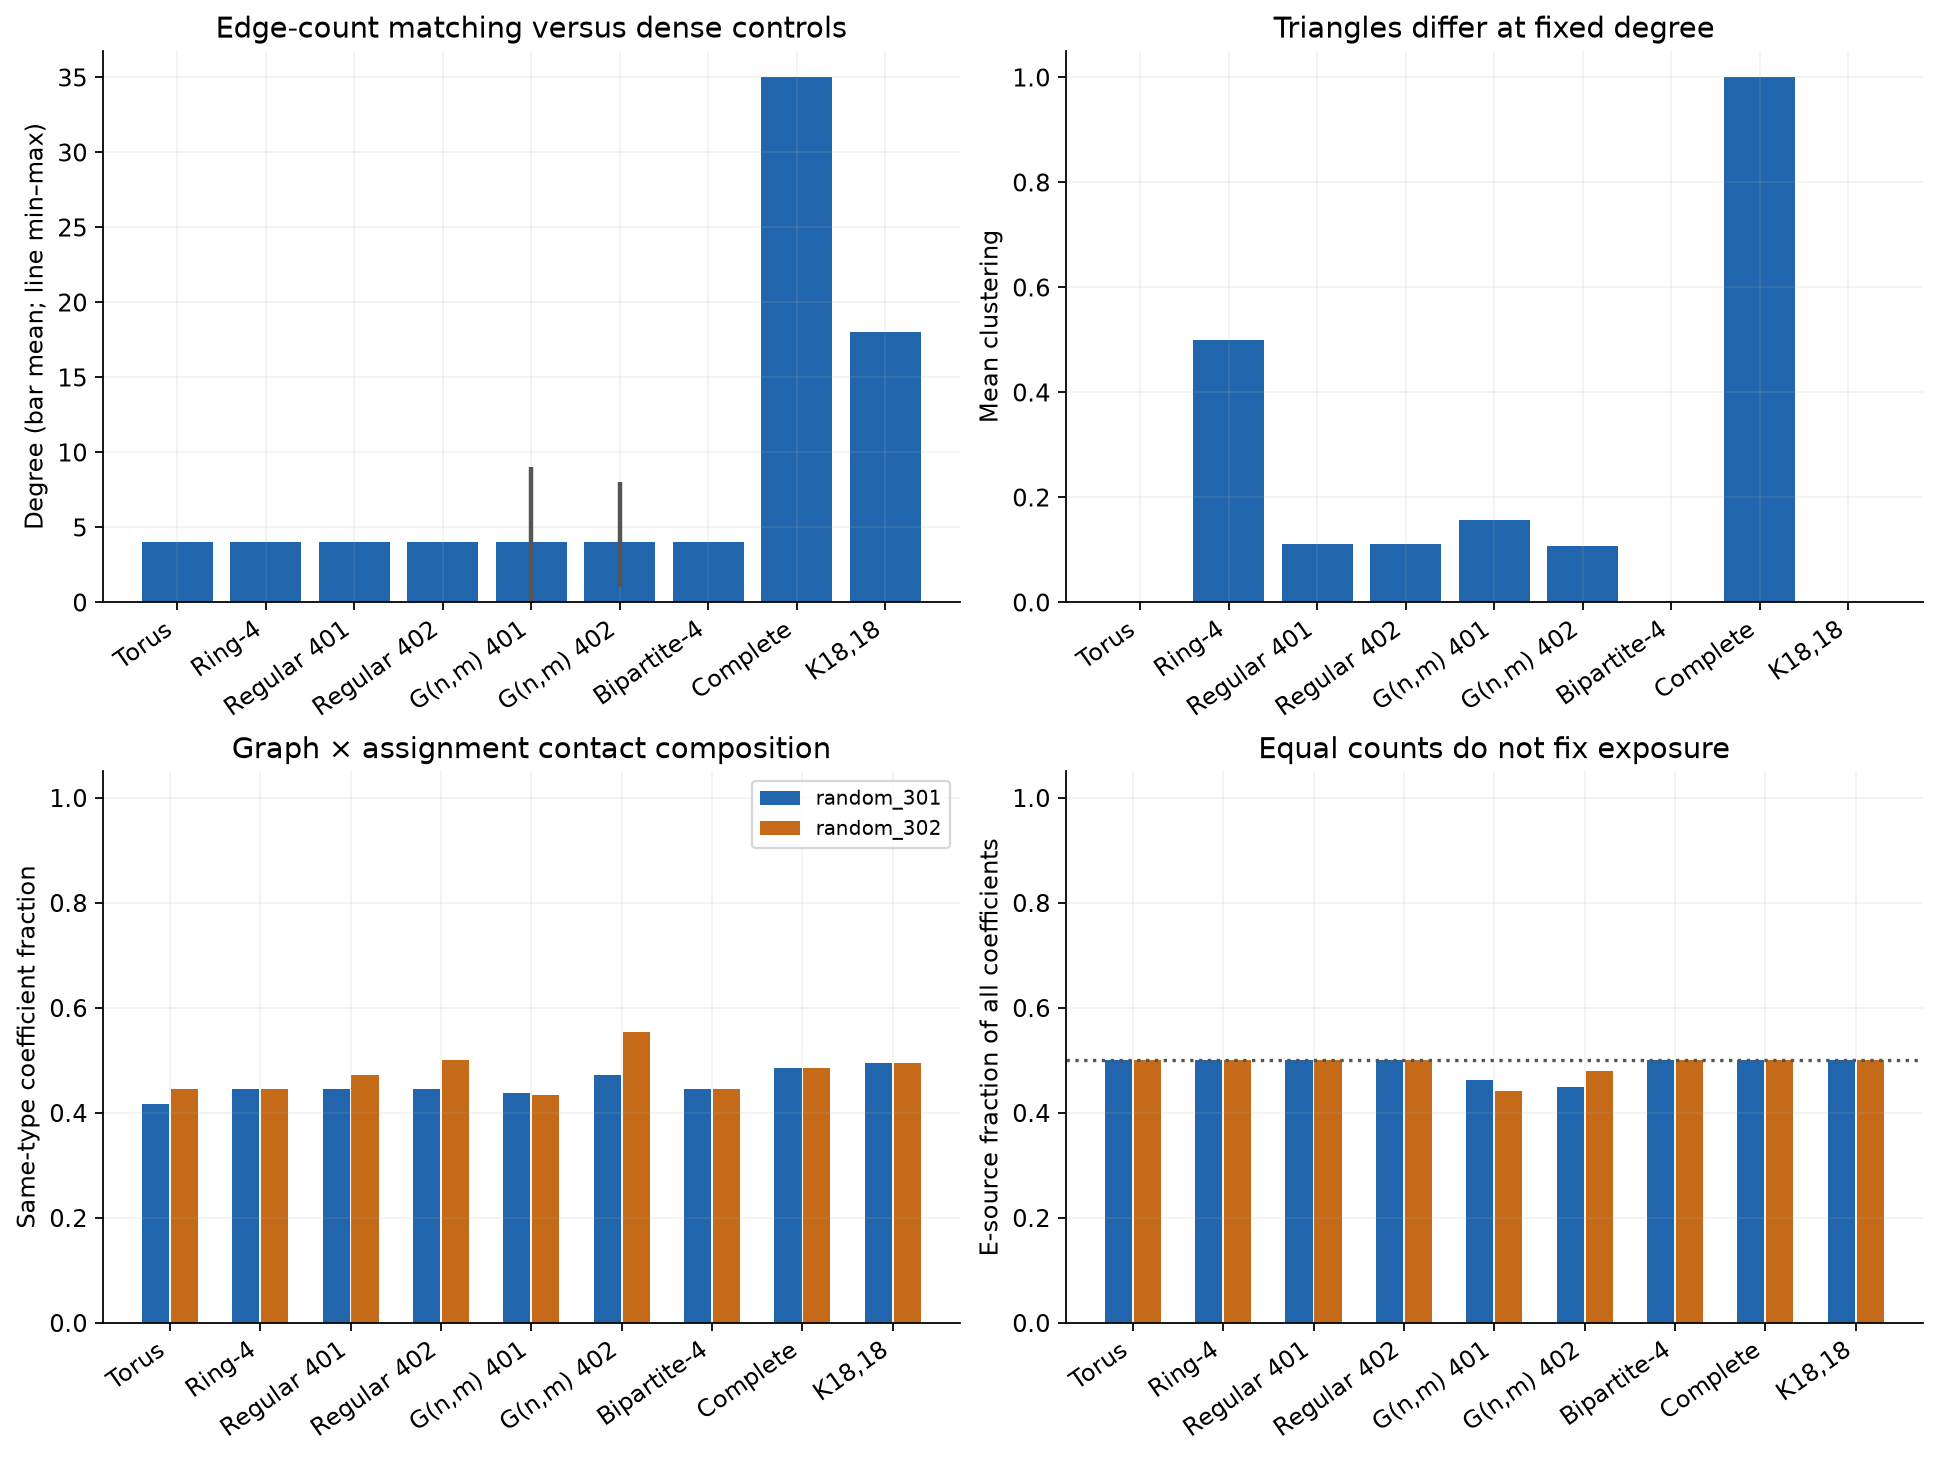 Edge-count matching versus dense controls
Degree (bar mean; line min–max)
35
30
25
20
15
10
5
0
Torus
Ring-4
Regular 401
Regular 402
G(n,m) 401
G(n,m) 402
Bipartite-4
Complete
K18,18
Triangles differ at fixed degree
Mean clustering
1.0
0.8
0.6
0.4
0.2
0.0
Torus
Ring-4
Regular 401
Regular 402
G(n,m) 401
G(n,m) 402
Bipartite-4
Complete
K18,18
Graph × assignment contact composition
Same-type coefficient fraction
1.0
0.8
0.6
0.4
0.2
0.0
random_301
random_302
Torus
Ring-4
Regular 401
Regular 402
G(n,m) 401
G(n,m) 402
Bipartite-4
Complete
K18,18
Equal counts do not fix exposure
E-source fraction of all coefficients
1.0
0.8
0.6
0.4
0.2
0.0
Torus
Ring-4
Regular 401
Regular 402
G(n,m) 401
G(n,m) 402
Bipartite-4
Complete
K18,18